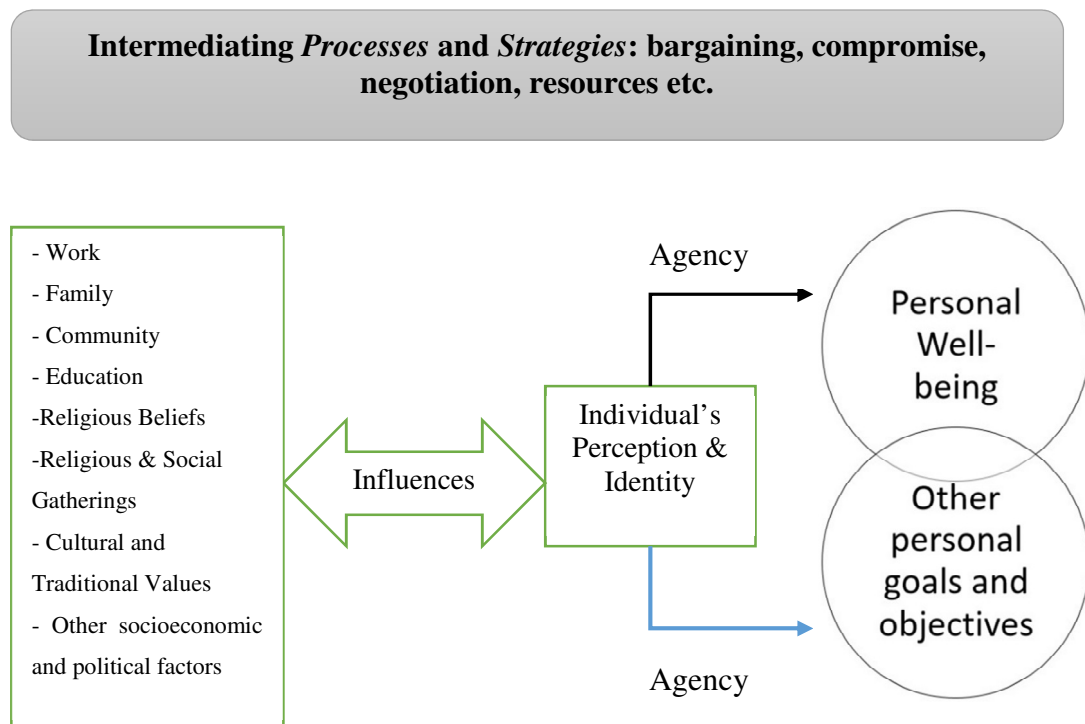 Intermediating Processes and Strategies: bargaining, compromise,
negotiation, resources etc.
- Work
- Family
- Community
- Education
-Religious Beliefs
-Religious & Social
Gatherings
- Cultural and
Traditional Values
- Other socioeconomic
and political factors
Influences
Individual's
Perception &
Identity
Agency
Agency
Personal
Well-
being
Other
personal
goals and
objectives